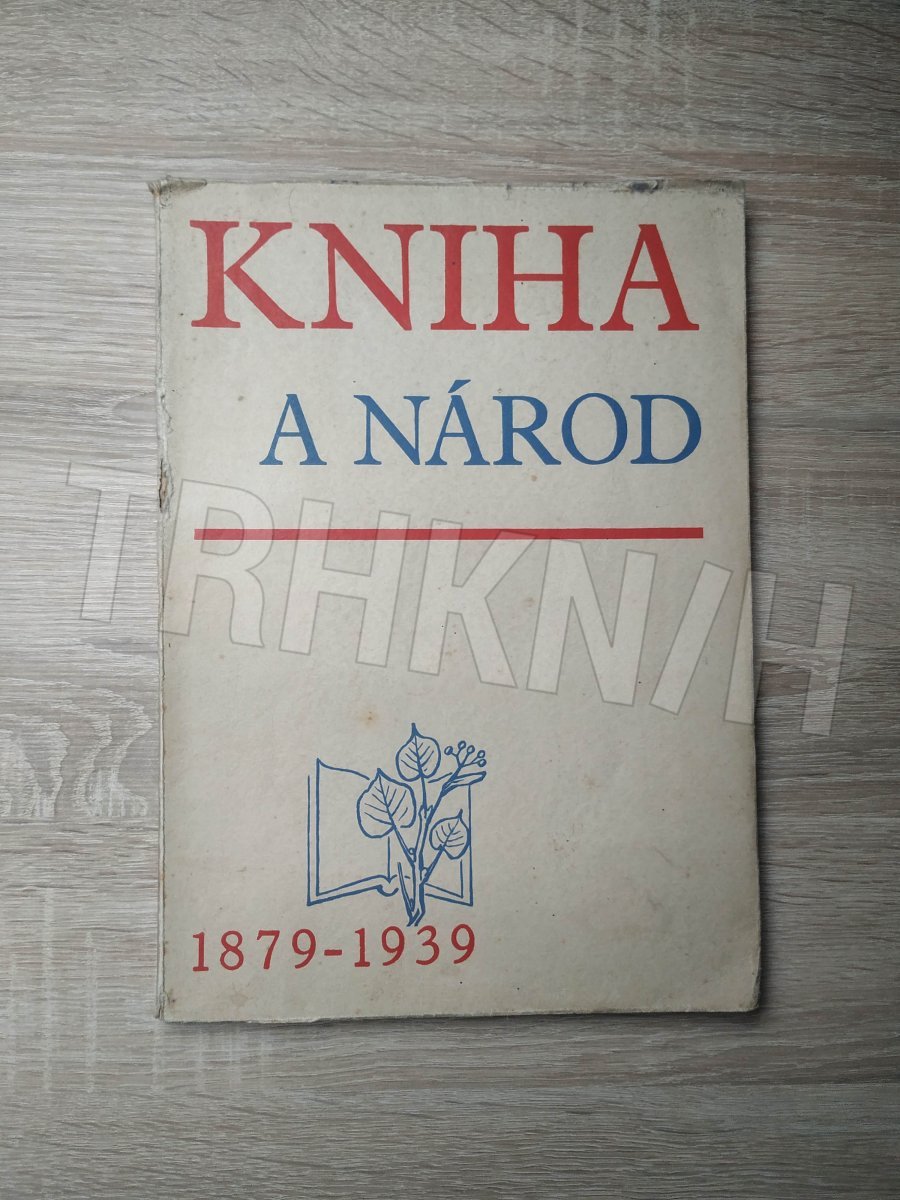 KNIHA
A NÁROD
TRHKNIH
1879-1939